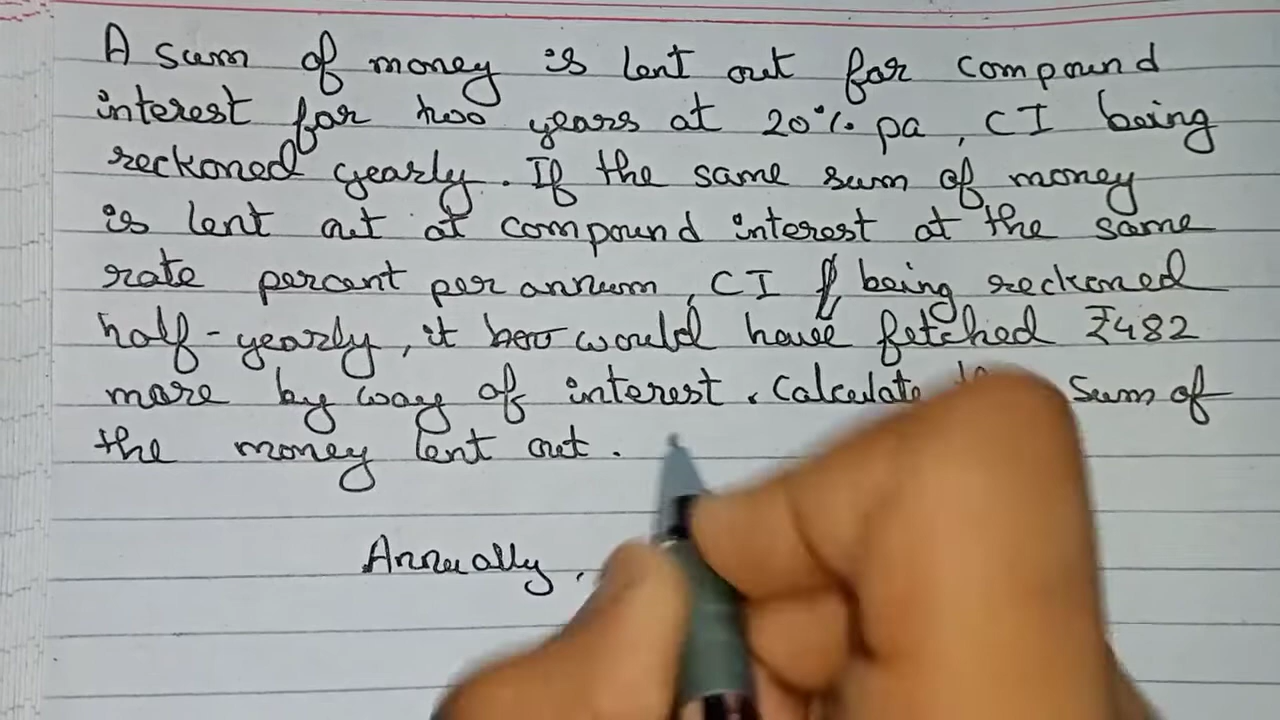 A sum of money is lent out for compound
interest for two years at 20% pa, CI being
reckoned yearly. If the same sum of money
is lent out at compound interest at the same
rate percent per annum, CI being reckoned
half-yearly, it would have fetched ₹482
more by way of interest. Calculate sum of
the money lent out.
Annually,